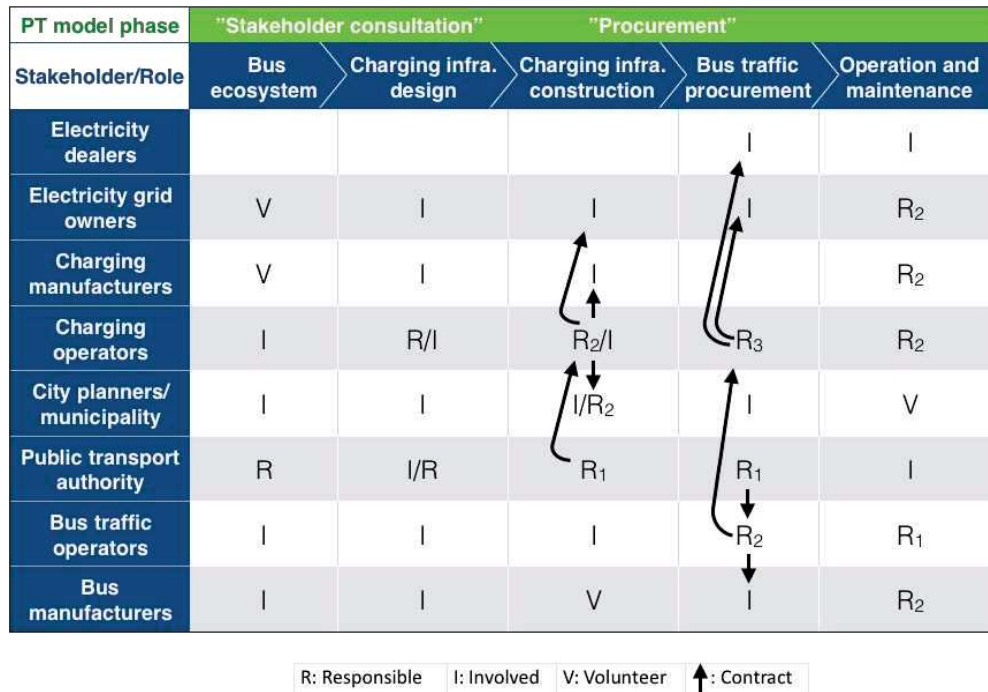 PT model phase "Stakeholder consultation" "Procurement"
Stakeholder/Role Bus ecosystem Charging infra. design Charging infra. construction Bus traffic procurement Operation and maintenance
Electricity dealers I I
Electricity grid owners V I I I R₂
Charging manufacturers V I I R₂
Charging operators I R/I R₂/I R₃ R₂
City planners/ municipality I I I/R₂ I V
Public transport authority R I/R R₁ R₁ I
Bus traffic operators I I I R₂ R₁
Bus manufacturers I I V I R₂
R: Responsible I: Involved V: Volunteer : Contract